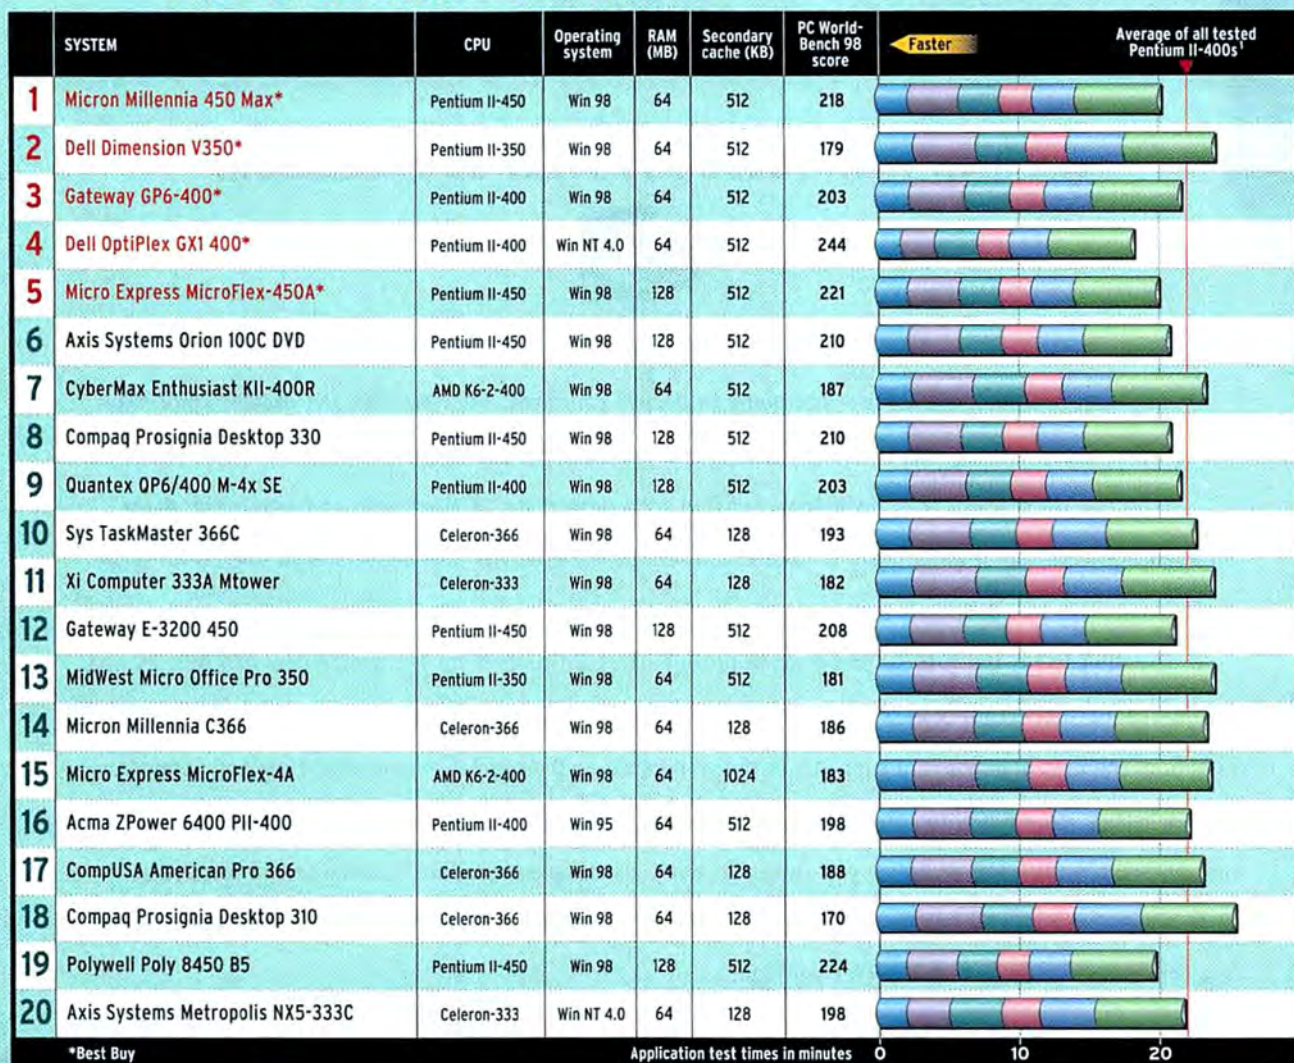 SYSTEM CPU Operating system RAM (MB) Secondary cache (KB) PC World-Bench 98 score Faster Average of all tested Pentium II-400s¹
1 Micron Millennia 450 Max* Pentium II-450 Win 98 64 512 218
2 Dell Dimension V350* Pentium II-350 Win 98 64 512 179
3 Gateway GP6-400* Pentium II-400 Win 98 64 512 203
4 Dell OptiPlex GX1 400* Pentium II-400 Win NT 4.0 64 512 244
5 Micro Express MicroFlex-450A* Pentium II-450 Win 98 128 512 221
6 Axis Systems Orion 100C DVD Pentium II-450 Win 98 128 512 210
7 CyberMax Enthusiast KII-400R AMD K6-2-400 Win 98 64 512 187
8 Compaq Prosignia Desktop 330 Pentium II-450 Win 98 128 512 210
9 Quantex QP6/400 M-4x SE Pentium II-400 Win 98 128 512 203
10 Sys TaskMaster 366C Celeron-366 Win 98 64 128 193
11 Xi Computer 333A Mtower Celeron-333 Win 98 64 128 182
12 Gateway E-3200 450 Pentium II-450 Win 98 128 512 208
13 MidWest Micro Office Pro 350 Pentium II-350 Win 98 64 512 181
14 Micron Millennia C366 Celeron-366 Win 98 64 128 186
15 Micro Express MicroFlex-4A AMD K6-2-400 Win 98 64 1024 183
16 Acma ZPower 6400 PII-400 Pentium II-400 Win 95 64 512 198
17 CompUSA American Pro 366 Celeron-366 Win 98 64 128 188
18 Compaq Prosignia Desktop 310 Celeron-366 Win 98 64 128 170
19 Polywell Poly 8450 B5 Pentium II-450 Win 98 128 512 224
20 Axis Systems Metropolis NX5-333C Celeron-333 Win NT 4.0 64 128 198
*Best Buy Application test times in minutes 0 10 20